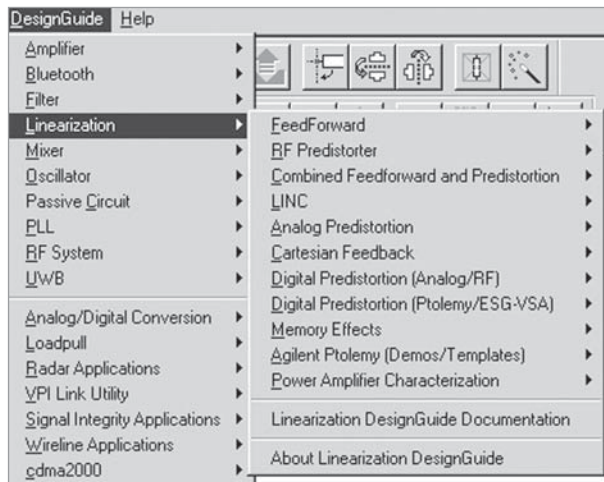 DesignGuide Help
Amplifier
Bluetooth
Filter
Linearization
Mixer
Oscillator
Passive Circuit
PLL
RF System
UWB
Analog/Digital Conversion
Loadpull
Radar Applications
VPI Link Utility
Signal Integrity Applications
Wireline Applications
cdma2000
FeedForward
RF Predistorter
Combined Feedforward and Predistortion
LINC
Analog Predistortion
Cartesian Feedback
Digital Predistortion (Analog/RF)
Digital Predistortion (Ptolemy/ESG-VSA)
Memory Effects
Agilent Ptolemy (Demos/Templates)
Power Amplifier Characterization
Linearization DesignGuide Documentation
About Linearization DesignGuide